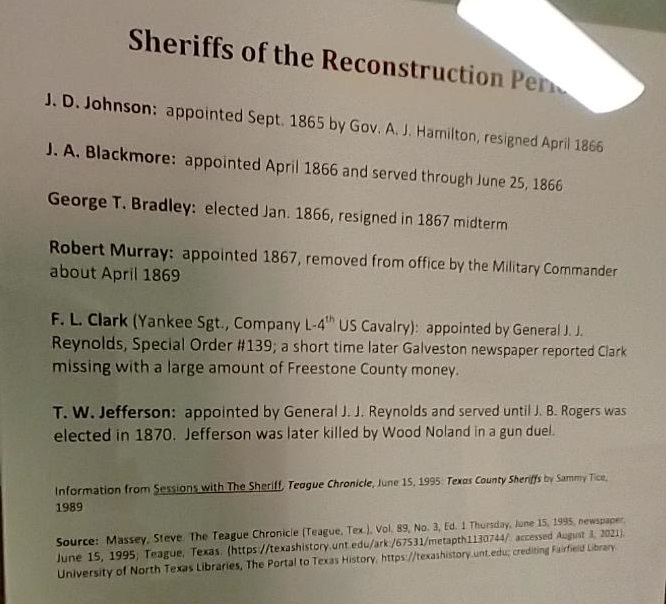 Sheriffs of the Reconstruction
J. D. Johnson: appointed Sept. 1865 by Gov. A. J. Hamilton, resigned April 1866
J. A. Blackmore: appointed April 1866 and served through June 25, 1866
George T. Bradley: elected Jan. 1866, resigned in 1867 midterm
Robert Murray: appointed 1867, removed from office by the Military Commander
about April 1869
F. L. Clark (Yankee Sgt., Company L-4th US Cavalry): appointed by General J. J.
Reynolds, Special Order #139; a short time later Galveston newspaper reported Clark
missing with a large amount of Freestone County money.
T. W. Jefferson: appointed by General J. J. Reynolds and served until J. B. Rogers was
elected in 1870. Jefferson was later killed by Wood Noland in a gun duel.
Information from Sessions with The Sheriff, Teague Chronicle, June 15, 1995 Texas County Sheriffs by Sammy Tice,
1989
Source: Massey, Steve. The Teague Chronicle (Teague, Tex.), Vol. 89, No. 3, Ed. 1 Thursday, June 15, 1995, newspaper,
June 15, 1995; Teague, Texas. (https://texashistory.unt.edu/ark:/67531/metapth1130744/: accessed August 3, 2021),
University of North Texas Libraries, The Portal to Texas History, https://texashistory.unt.edu; crediting Fairfield Library.